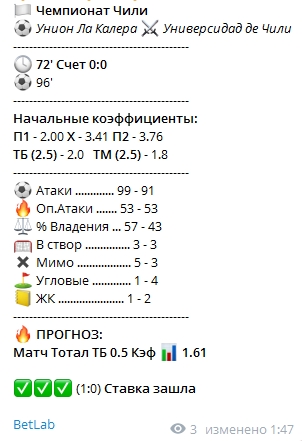 Чемпионат Чили
⚽ Унион Ла Калера ⚔ Универсидад де Чили
----------------------------------------
🕒 72' Счет 0:0
⚽ 96'
----------------------------------------
Начальные коэффициенты:
П1 - 2.00 Х - 3.41 П2 - 3.76
ТБ (2.5) - 2.0 ТМ (2.5) - 1.8
----------------------------------------
⚽ Атаки ............. 99 - 91
🔥 Оп.Атаки ....... 53 - 53
⚖ % Владения ... 57 - 43
🥅 В створ ............... 3 - 3
✖ Мимо ................. 5 - 3
🚩 Угловые .............. 1 - 4
📒 ЖК ...................... 1 - 2
----------------------------------------
🔥 ПРОГНОЗ:
Матч Тотал ТБ 0.5 Кэф 📊 1.61
✅✅✅ (1:0) Ставка зашла
BetLab
3 изменено 1:47